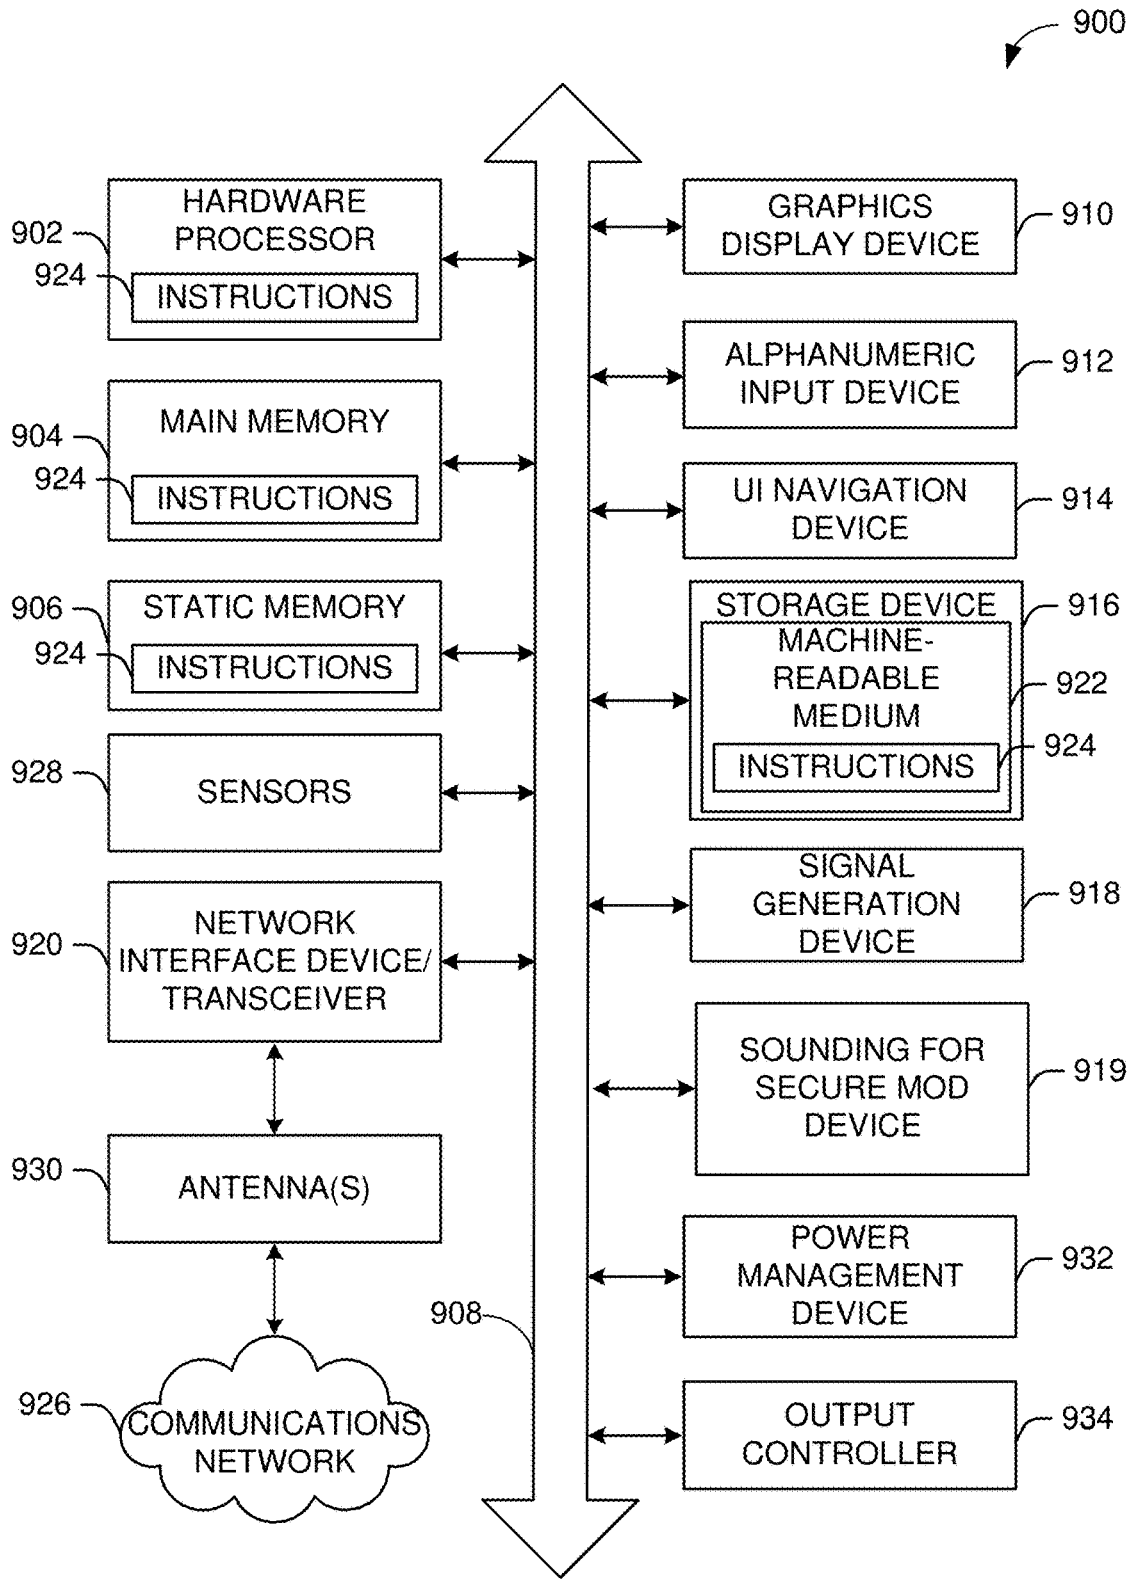 900
HARDWARE
PROCESSOR
902
924
INSTRUCTIONS
MAIN MEMORY
904
924
INSTRUCTIONS
906
STATIC MEMORY
924
INSTRUCTIONS
928
SENSORS
920
NETWORK
INTERFACE DEVICE/
TRANSCEIVER
930
ANTENNA(S)
908
926
COMMUNICATIONS
NETWORK
GRAPHICS
DISPLAY DEVICE
910
ALPHANUMERIC
INPUT DEVICE
912
UI NAVIGATION
DEVICE
914
STORAGE DEVICE
916
MACHINE-
READABLE
MEDIUM
922
INSTRUCTIONS
924
SIGNAL
GENERATION
DEVICE
918
SOUNDING FOR
SECURE MOD
DEVICE
919
POWER
MANAGEMENT
DEVICE
932
OUTPUT
CONTROLLER
934